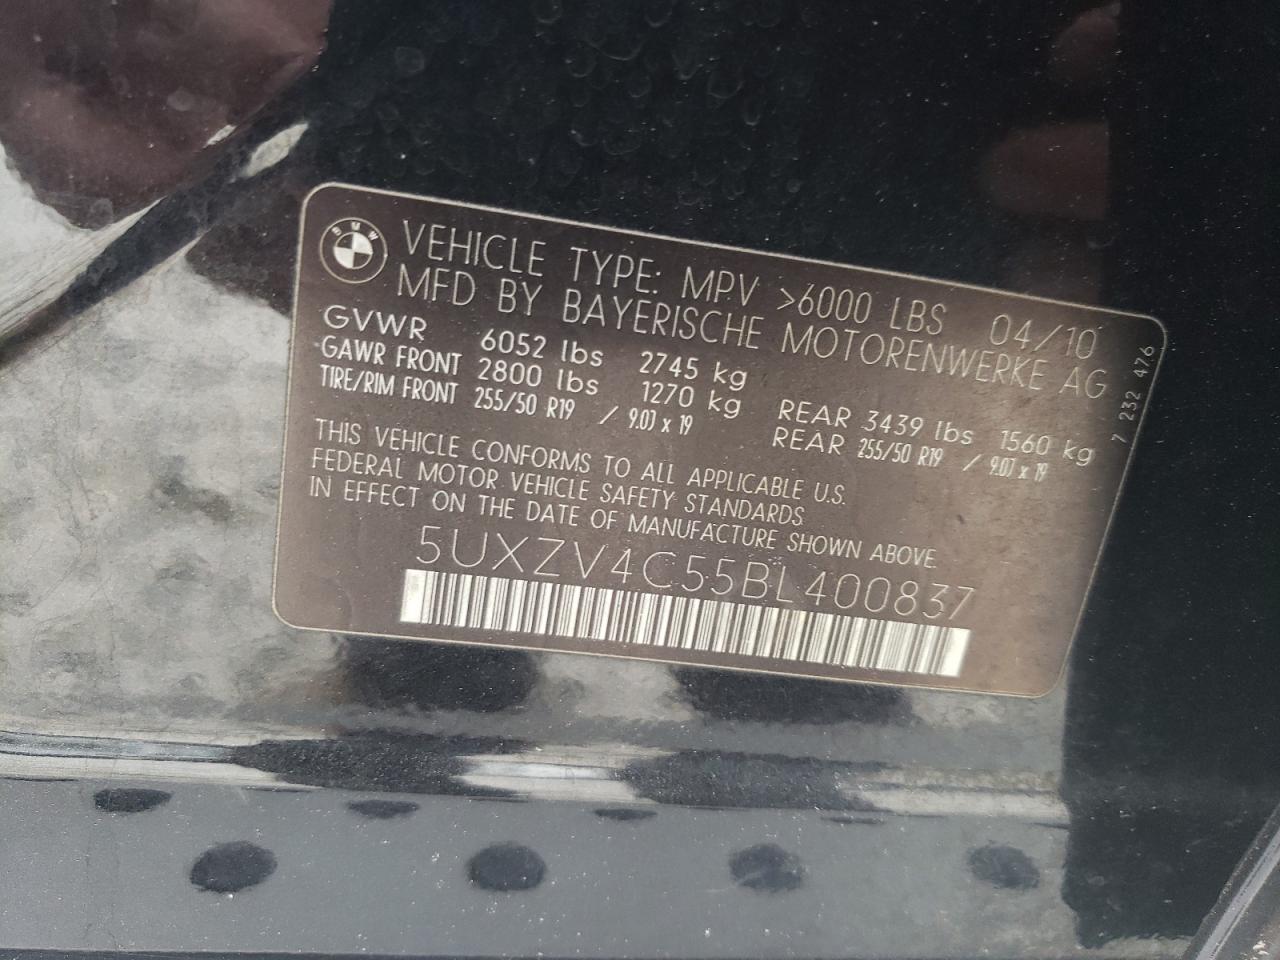 BMW
VEHICLE TYPE: MPV >6000 LBS 04/10
MFD BY BAYERISCHE MOTORENWERKE AG
GVWR 6052 lbs 2745 kg
GAWR FRONT 2800 lbs 1270 kg REAR 3439 lbs 1560 kg
TIRE/RIM FRONT 255/50 R19 / 9.0J x 19 REAR 255/50 R19 / 9.0J x 19
THIS VEHICLE CONFORMS TO ALL APPLICABLE U.S.
FEDERAL MOTOR VEHICLE SAFETY STANDARDS
IN EFFECT ON THE DATE OF MANUFACTURE SHOWN ABOVE.
5UXZV4C55BL400837
7 232 476